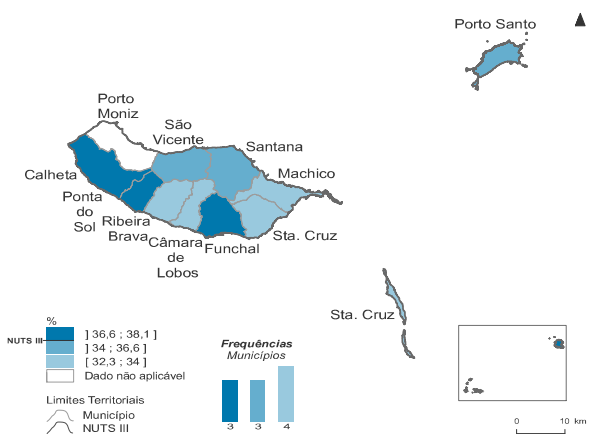 Porto Santo
Porto
Moniz
São
Vicente
Santana
Machico
Calheta
Ponta
do
Sol
Ribeira
Brava
Câmara
de
Lobos
Funchal
Sta. Cruz
Sta. Cruz
%
NUTS III
] 36,6 ; 38,1 ]
] 34 ; 36,6 ]
[ 32,3 ; 34 ]
Dado não aplicável
Limites Territoriais
Município
NUTS III
Frequências
Municípios
3 3 4
0 10 km